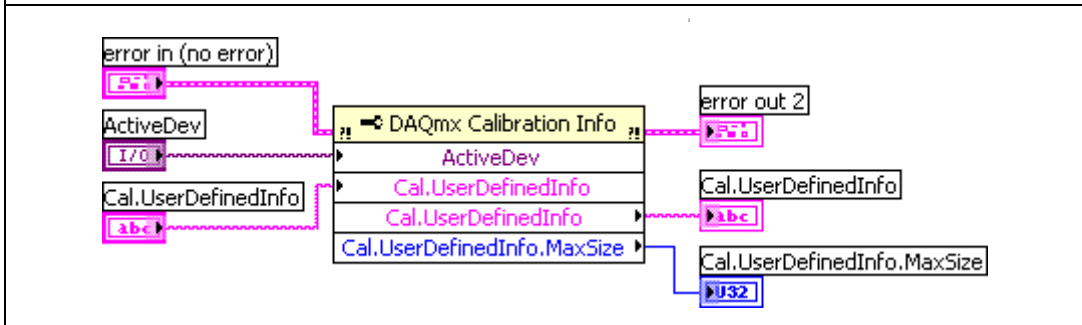 error in (no error)
ActiveDev
I/O
Cal.UserDefinedInfo
abc
?! DAQmx Calibration Info ?!
ActiveDev
Cal.UserDefinedInfo
Cal.UserDefinedInfo
Cal.UserDefinedInfo.MaxSize
error out 2
Cal.UserDefinedInfo
abc
Cal.UserDefinedInfo.MaxSize
U32